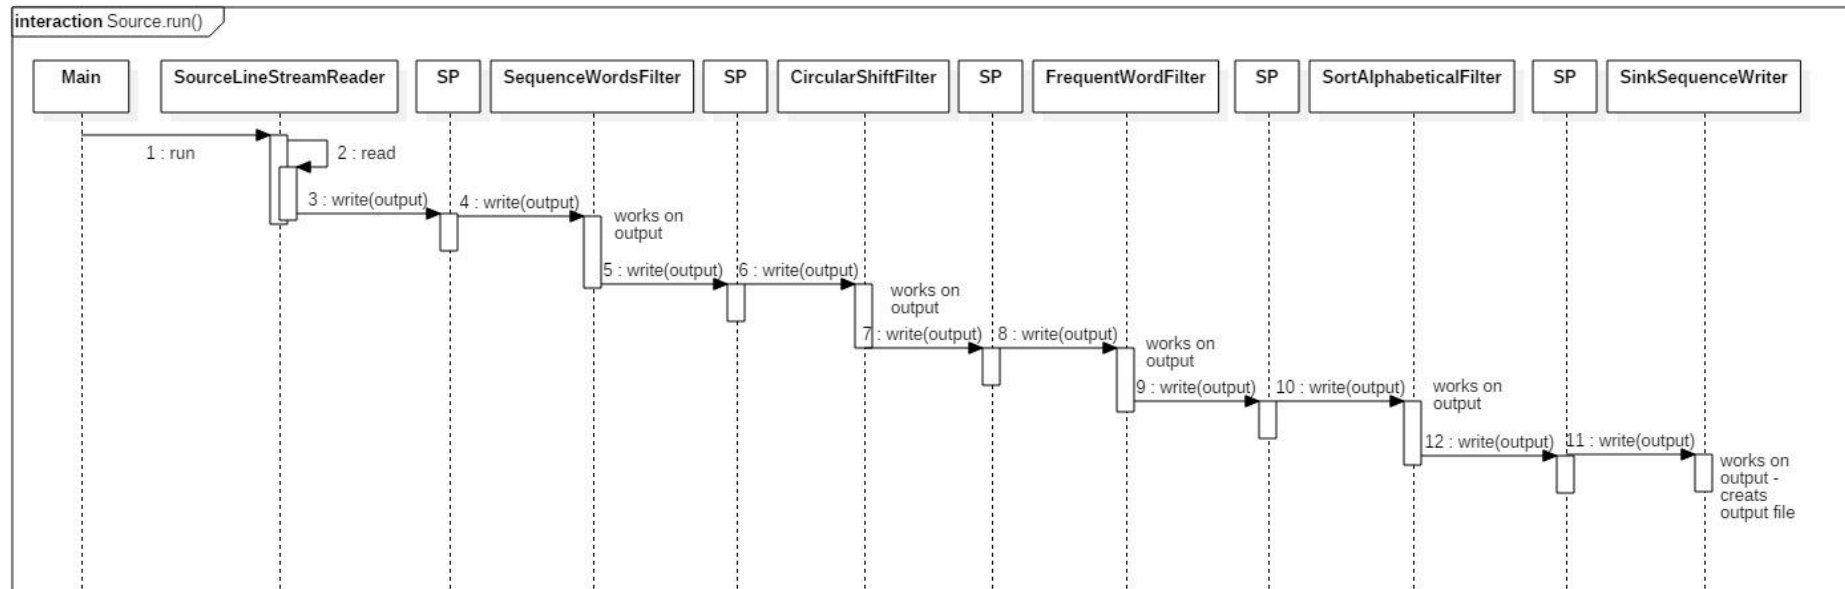 interaction Source.run()
Main
SourceLineStreamReader
SP
SequenceWordsFilter
SP
CircularShiftFilter
SP
FrequentWordFilter
SP
SortAlphabeticalFilter
SP
SinkSequenceWriter
1 : run
2 : read
3 : write(output)
4 : write(output)
works on
output
5 : write(output)
6 : write(output)
works on
output
7 : write(output)
8 : write(output)
works on
output
9 : write(output)
10 : write(output)
works on
output
12 : write(output)
11 : write(output)
works on
output -
creats
output file